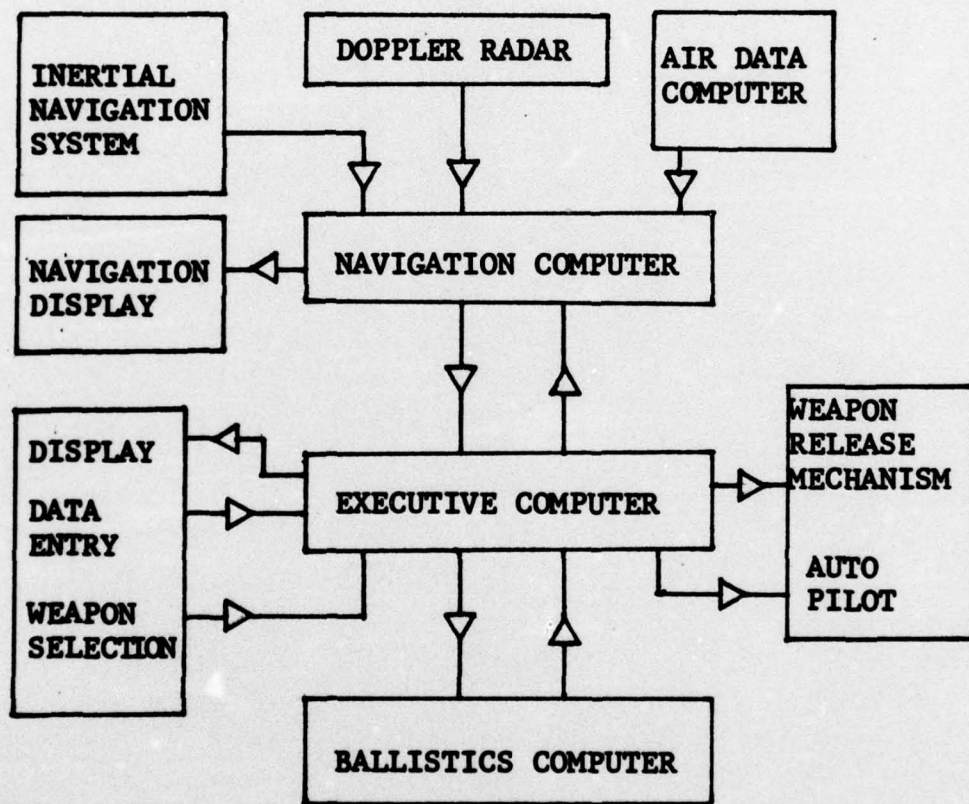 INERTIAL
NAVIGATION
SYSTEM
DOPPLER RADAR
AIR DATA
COMPUTER
NAVIGATION
DISPLAY
NAVIGATION COMPUTER
DISPLAY
DATA
ENTRY
WEAPON
SELECTION
EXECUTIVE COMPUTER
WEAPON
RELEASE
MECHANISM
AUTO
PILOT
BALLISTICS COMPUTER